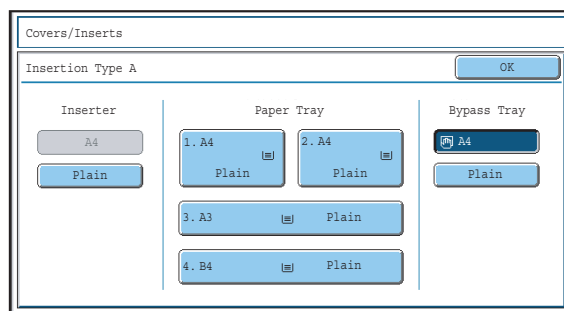 Covers/Inserts
Insertion Type A
OK
Inserter
Paper Tray
Bypass Tray
A4
1. A4
Plain
2. A4
Plain
A4
Plain
Plain
3. A3 Plain
4. B4 Plain